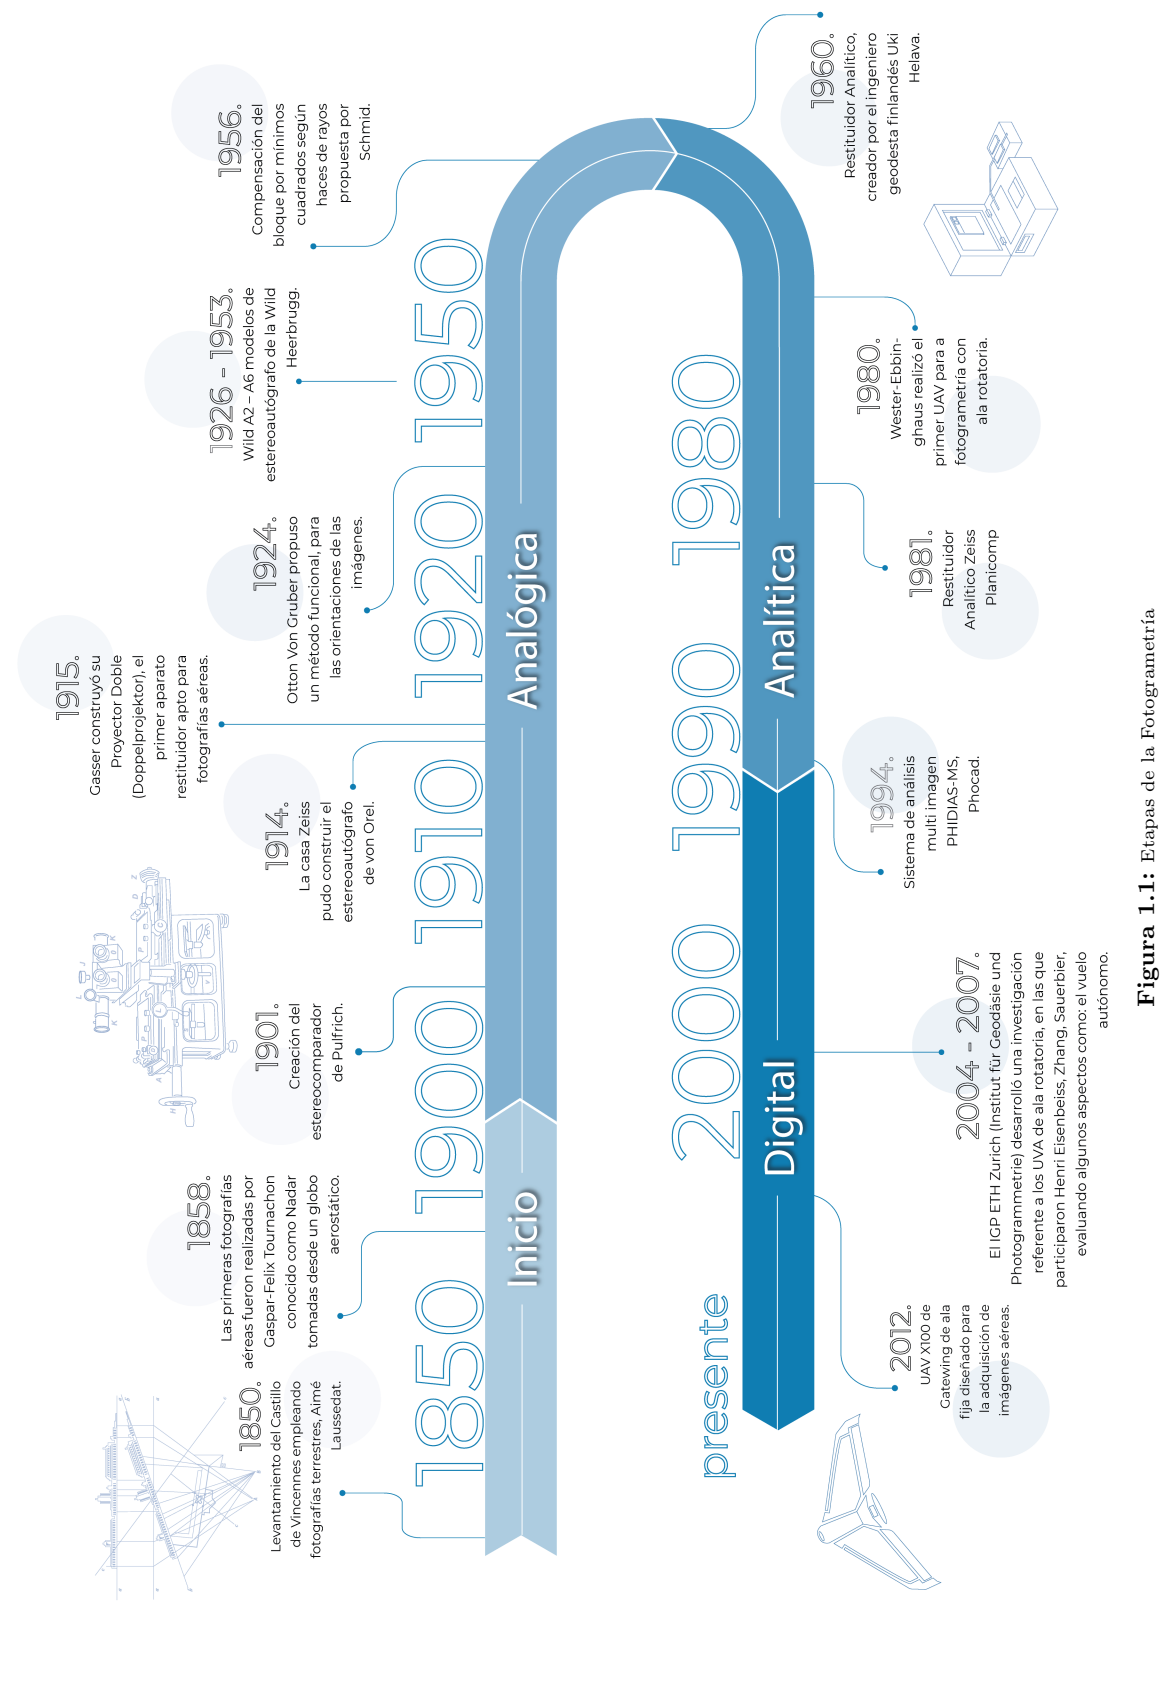 1850.
Levantamiento del Castillo
de Vincennes empleando
fotografías terrestres, Aimé
Laussedat.
1858.
Las primeras fotografías
aéreas fueron realizadas por
Gaspar-Felix Tournachon
conocido como Nadar
tomadas desde un globo
aerostático.
1901.
Creación del
estereocomparador
de Pulfrich.
1914.
La casa Zeiss
pudo construir el
estereoautógrafo
de von Orel.
1915.
Gasser construyó su
Proyector Doble
(Doppelprojektor), el
primer aparato
restituidor apto para
fotografías aéreas.
1924.
Otton Von Gruber propuso
un método funcional, para
las orientaciones de las
imágenes.
1926 - 1953.
Wild A2 – A6 modelos de
estereoautógrafo de la Wild
Heerbrugg.
1956.
Compensación del
bloque por mínimos
cuadrados según
haces de rayos
propuesta por
Schmid.
1850
1900
1910
1920
1950
Inicio
Analógica
presente
2000
1990
1980
Digital
Analítica
2012.
UAV X100 de
Gatewing de ala
fija diseñado para
la adquisición de
imágenes aéreas.
2004 - 2007.
El IGP ETH Zurich (Institut für Geodäsie und
Photogrammetrie) desarrolló una investigación
referente a los UVA de ala rotatoria, en las que
participaron Henri Eisenbeiss, Zhang, Sauerbier,
evaluando algunos aspectos como: el vuelo
autónomo.
1994.
Sistema de análisis
multi imagen
PHIDIAS-MS,
Phocad.
1981.
Restituidor
Analítico Zeiss
Planicomp
1980.
Wester-Ebbin-
ghaus realizó el
primer UAV para a
fotogrametría con
ala rotatoria.
1960.
Restituidor Analítico,
creador por el ingeniero
geodesta finlandés Uki
Helava.
Figura 1.1: Etapas de la Fotogrametría